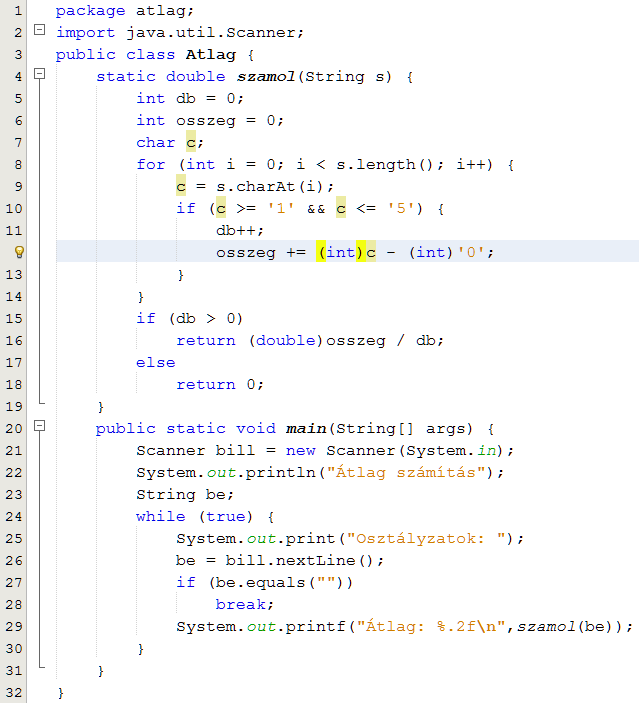 1 package atlag;
2 import java.util.Scanner;
3 public class Atlag {
4 static double szamol(String s) {
5 int db = 0;
6 int osszeg = 0;
7 char c;
8 for (int i = 0; i < s.length(); i++) {
9 c = s.charAt(i);
10 if (c >= '1' && c <= '5') {
11 db++;
osszeg += (int)c - (int)'0';
13 }
14 }
15 if (db > 0)
16 return (double)osszeg / db;
17 else
18 return 0;
19 }
20 public static void main(String[] args) {
21 Scanner bill = new Scanner(System.in);
22 System.out.println("Átlag számítás");
23 String be;
24 while (true) {
25 System.out.print("Osztályzatok: ");
26 be = bill.nextLine();
27 if (be.equals(""))
28 break;
29 System.out.printf("Átlag: %.2f\n",szamol(be));
30 }
31 }
32 }